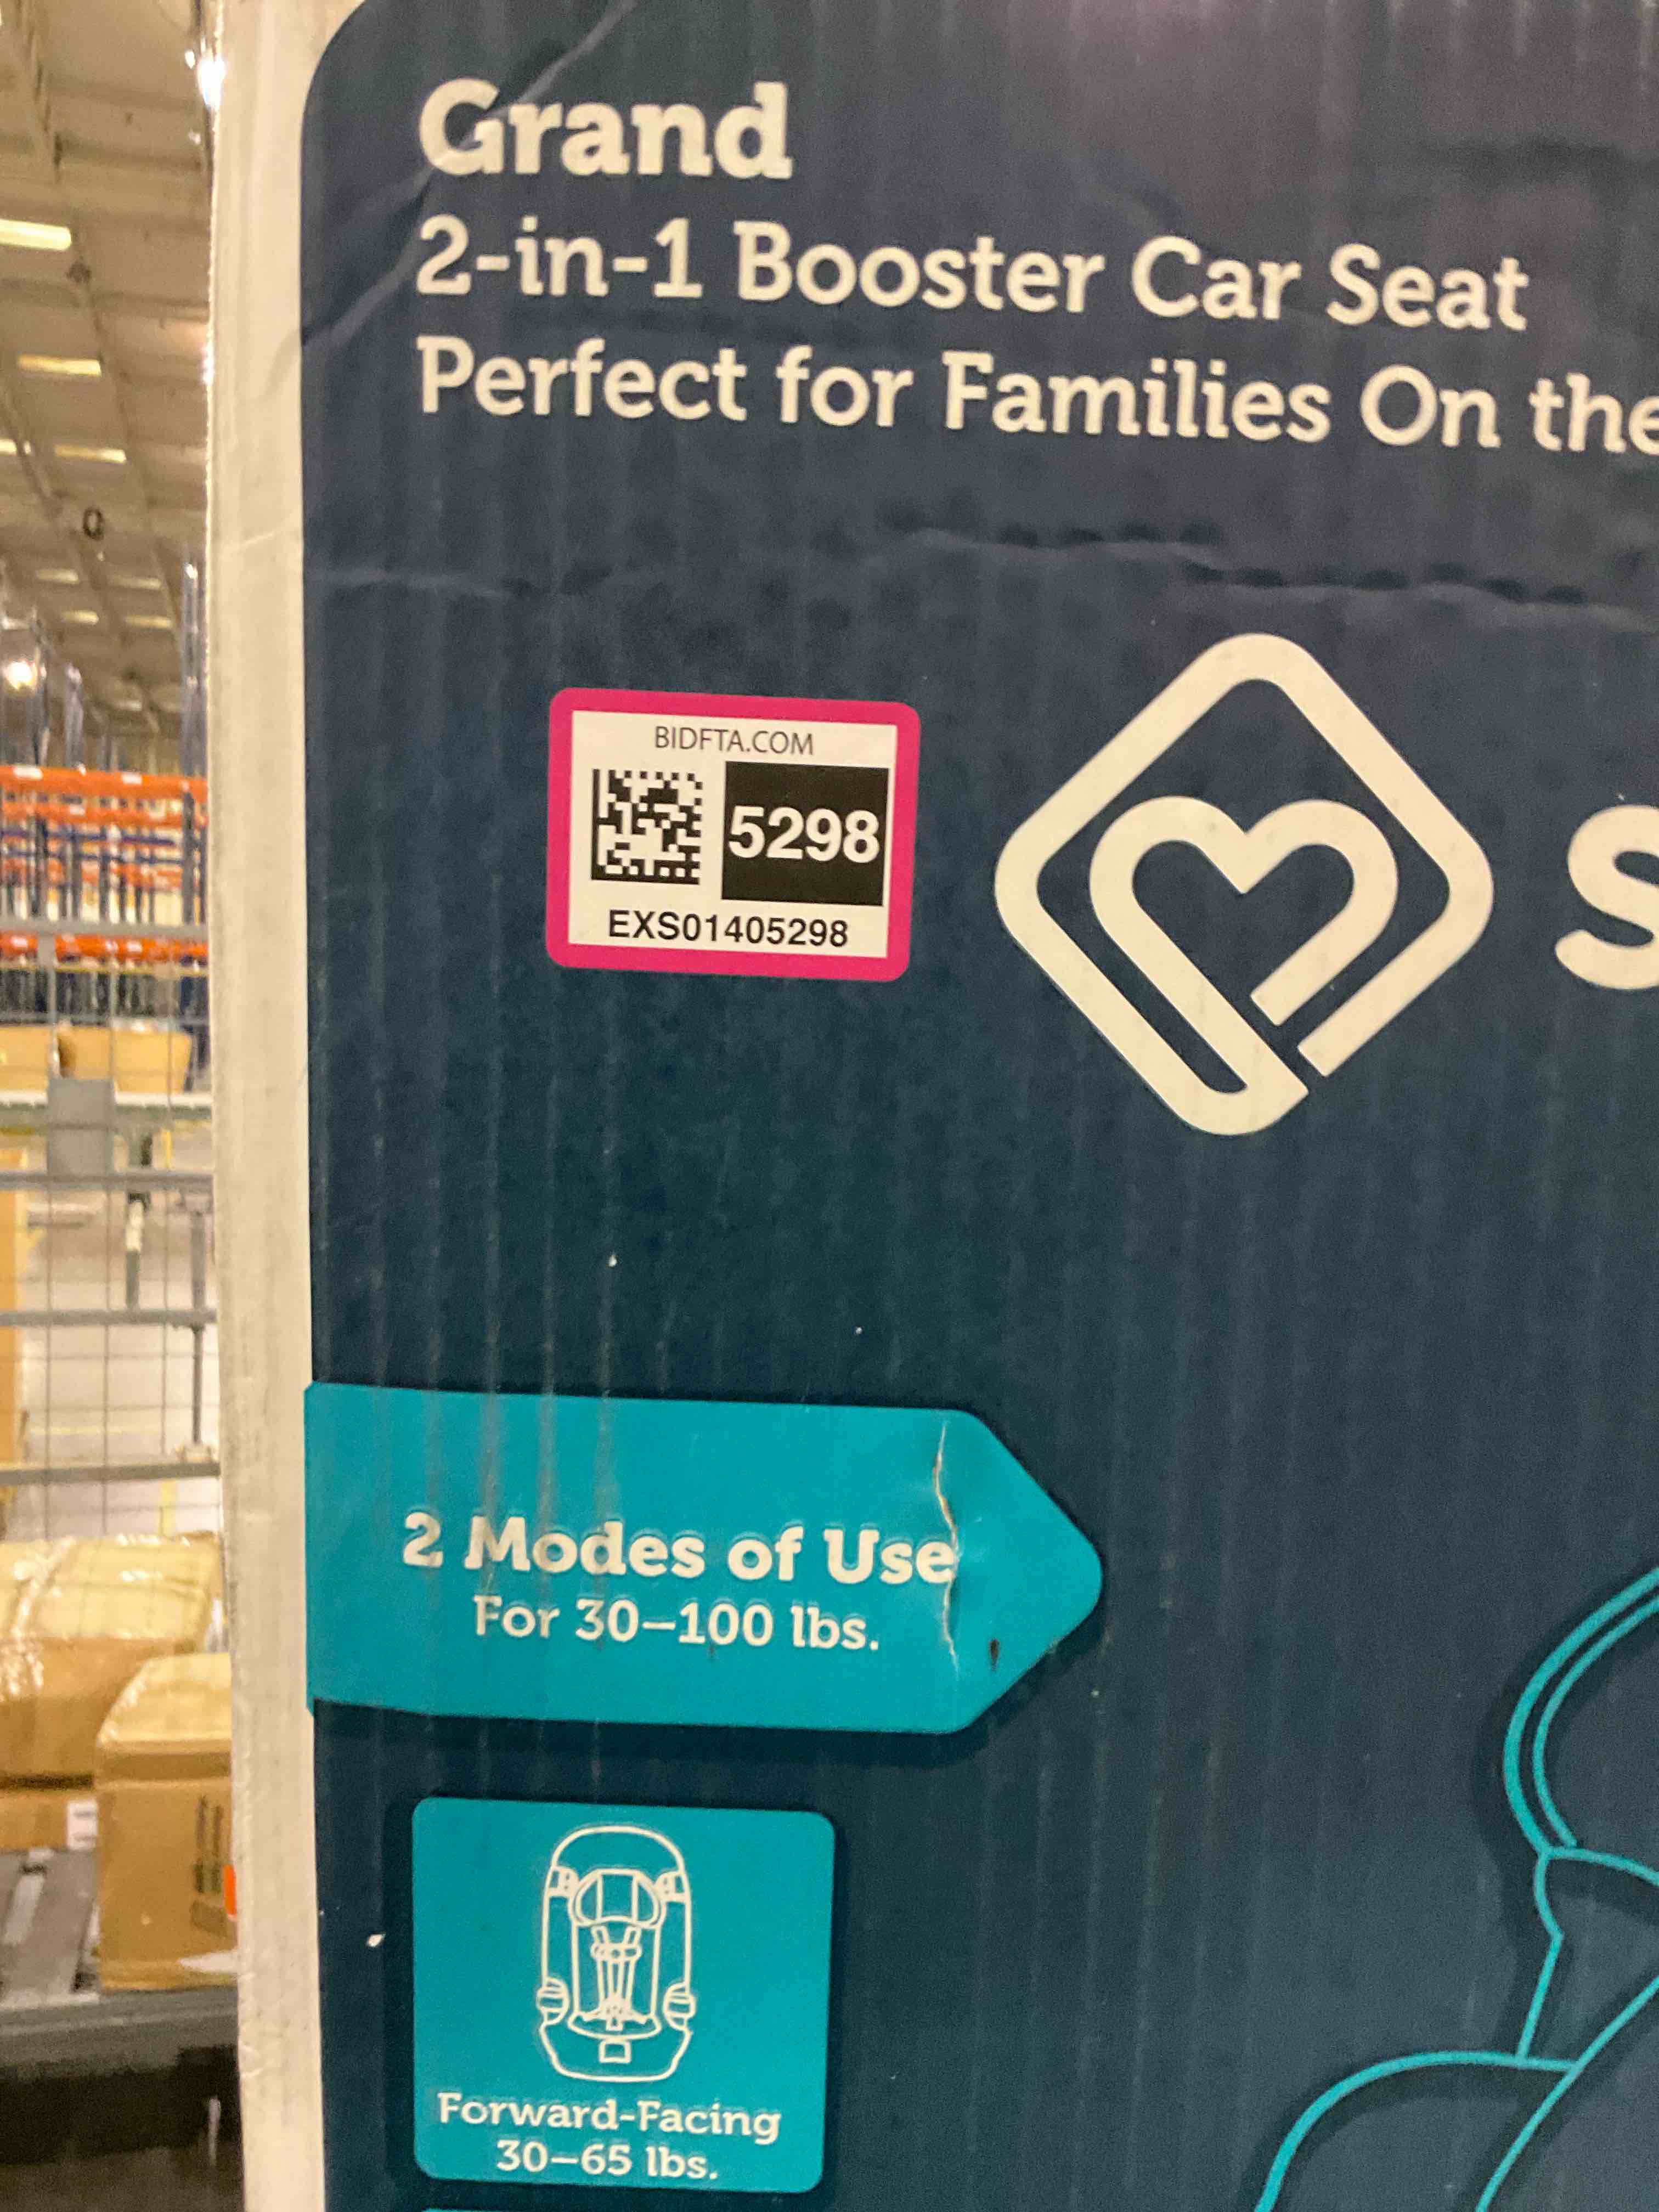 Grand
2-in-1 Booster Car Seat
Perfect for Families On the
BIDFTA.COM
5298
EXS01405298
S
2 Modes of Use
For 30–100 lbs.
Forward-Facing
30–65 lbs.